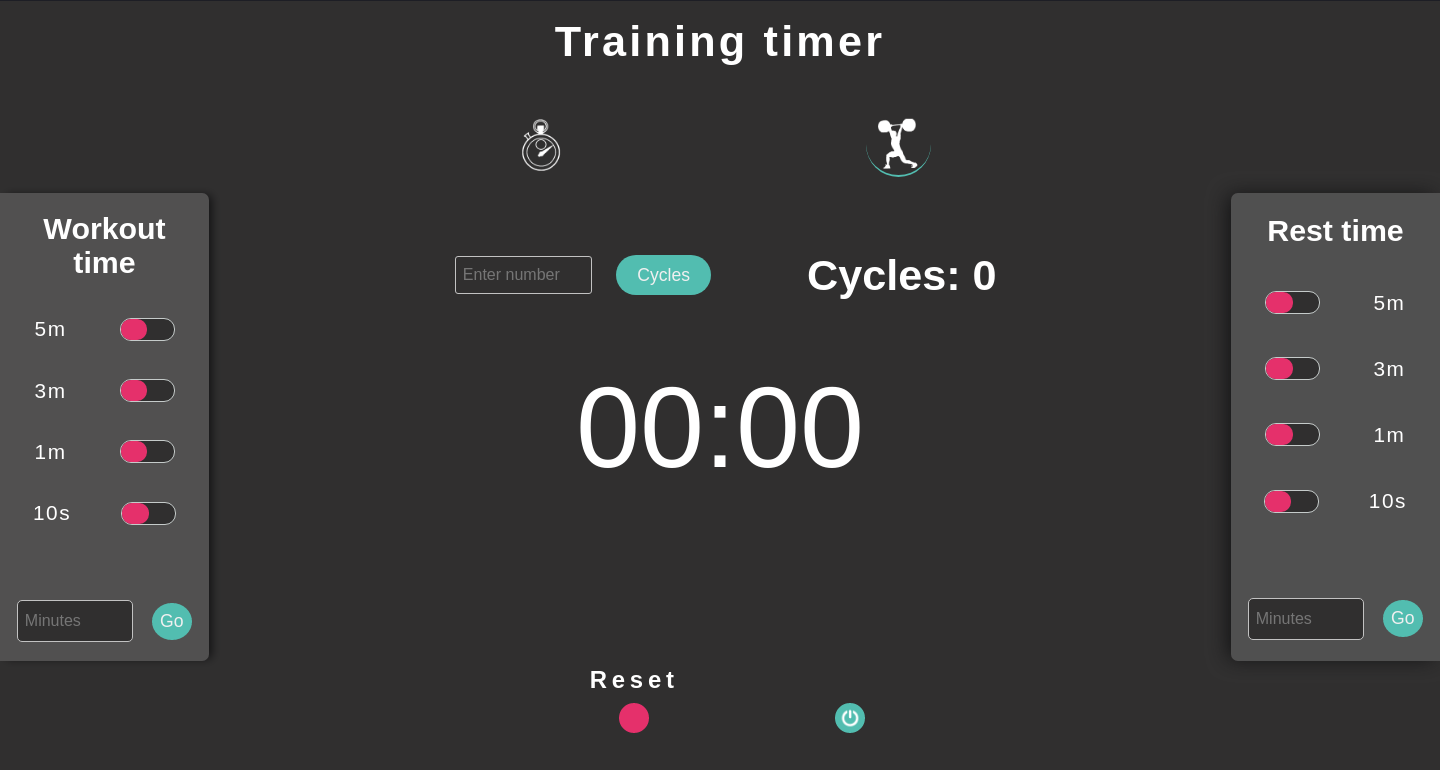 Training timer
Workout
time
5m
3m
1m
10s
Minutes
Go
Enter number
Cycles
Cycles: 0
00:00
Reset
Rest time
5m
3m
1m
10s
Minutes
Go